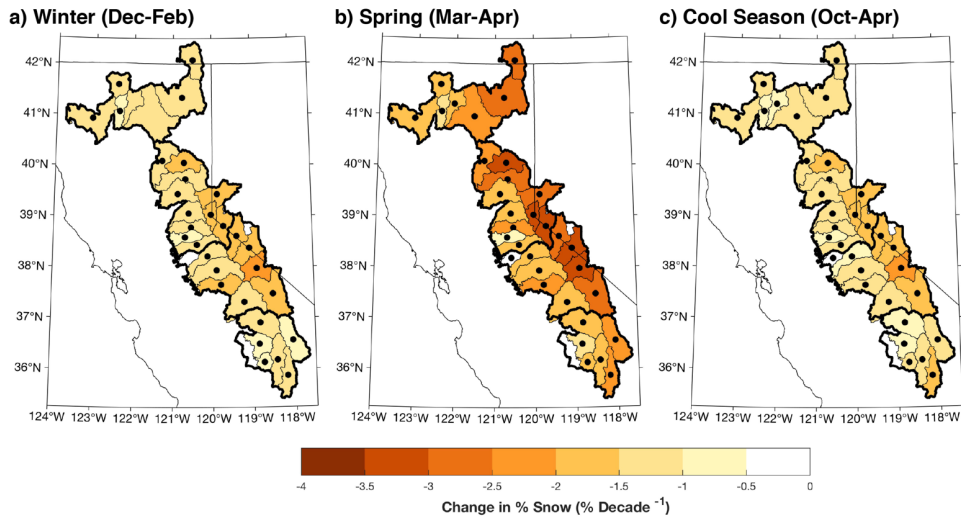 a) Winter (Dec-Feb)
b) Spring (Mar-Apr)
c) Cool Season (Oct-Apr)
42°N
41°N
40°N
39°N
38°N
37°N
36°N
124°W 123°W 122°W 121°W 120°W 119°W 118°W
42°N
41°N
40°N
39°N
38°N
37°N
36°N
124°W 123°W 122°W 121°W 120°W 119°W 118°W
42°N
41°N
40°N
39°N
38°N
37°N
36°N
124°W 123°W 122°W 121°W 120°W 119°W 118°W
-4 -3.5 -3 -2.5 -2 -1.5 -1 -0.5 0
Change in % Snow (% Decade ⁻¹)